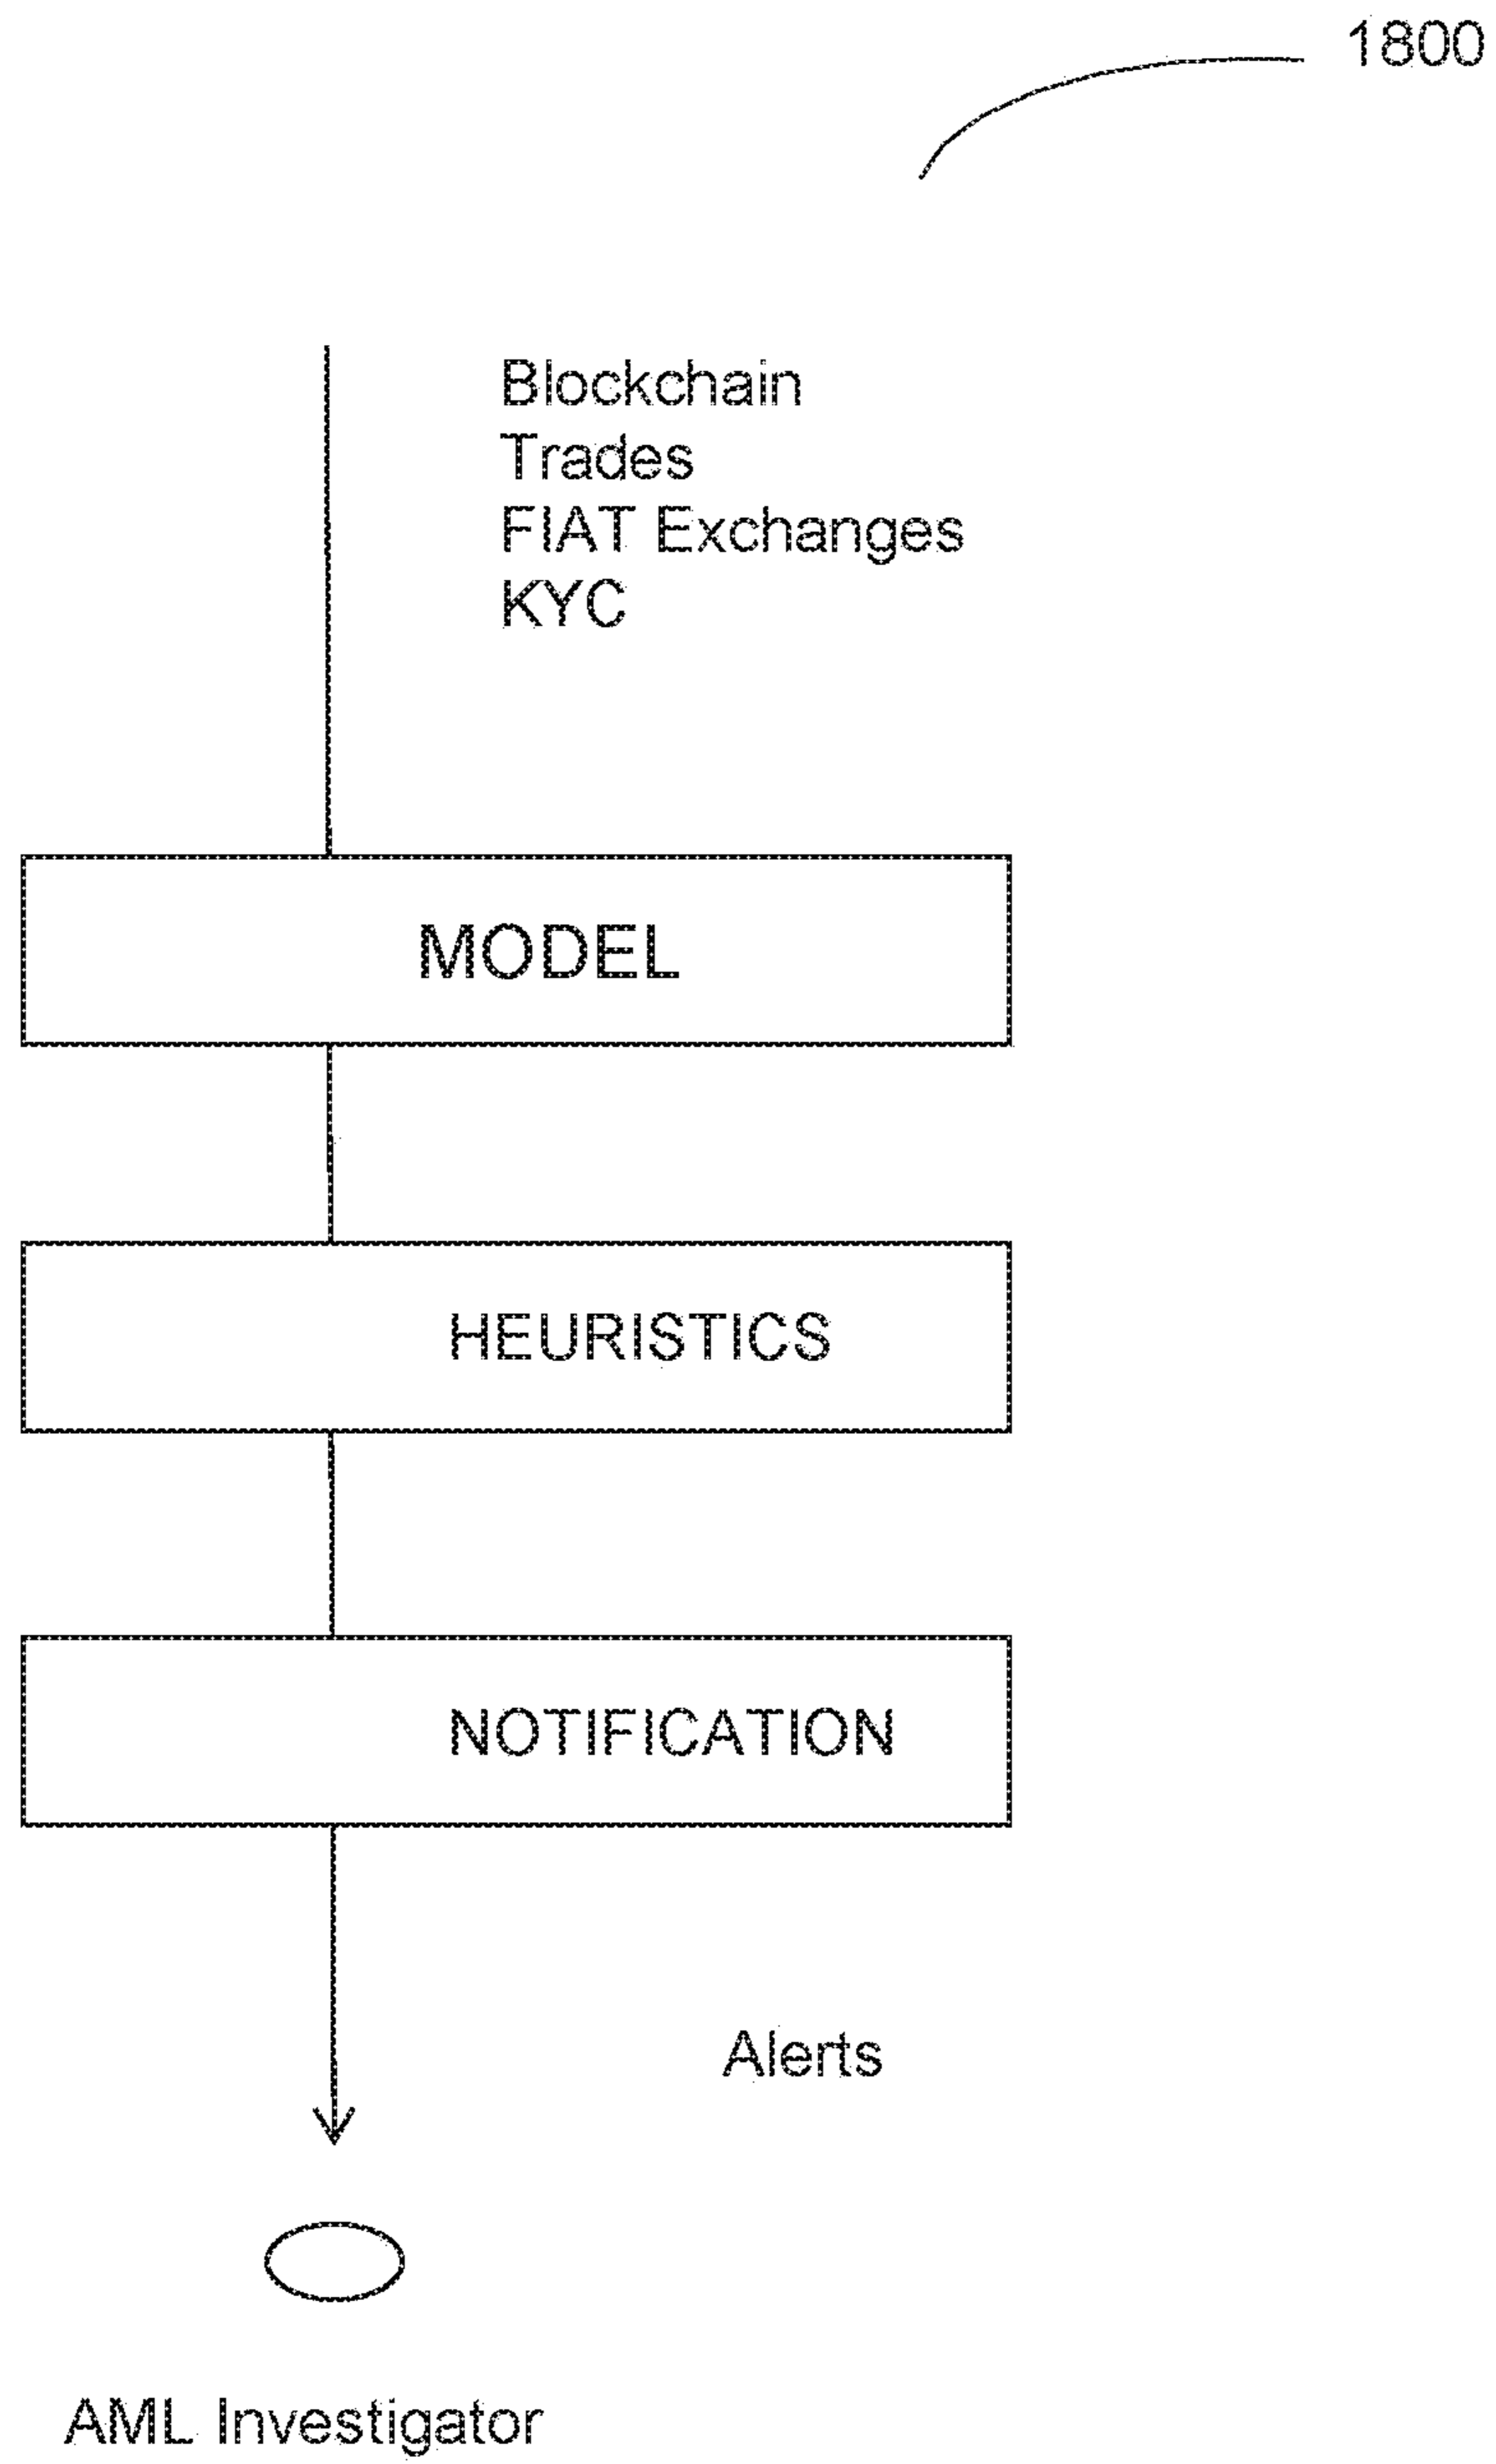 1800
Blockchain
Trades
FIAT Exchanges
KYC
MODEL
HEURISTICS
NOTIFICATION
Alerts
AML Investigator